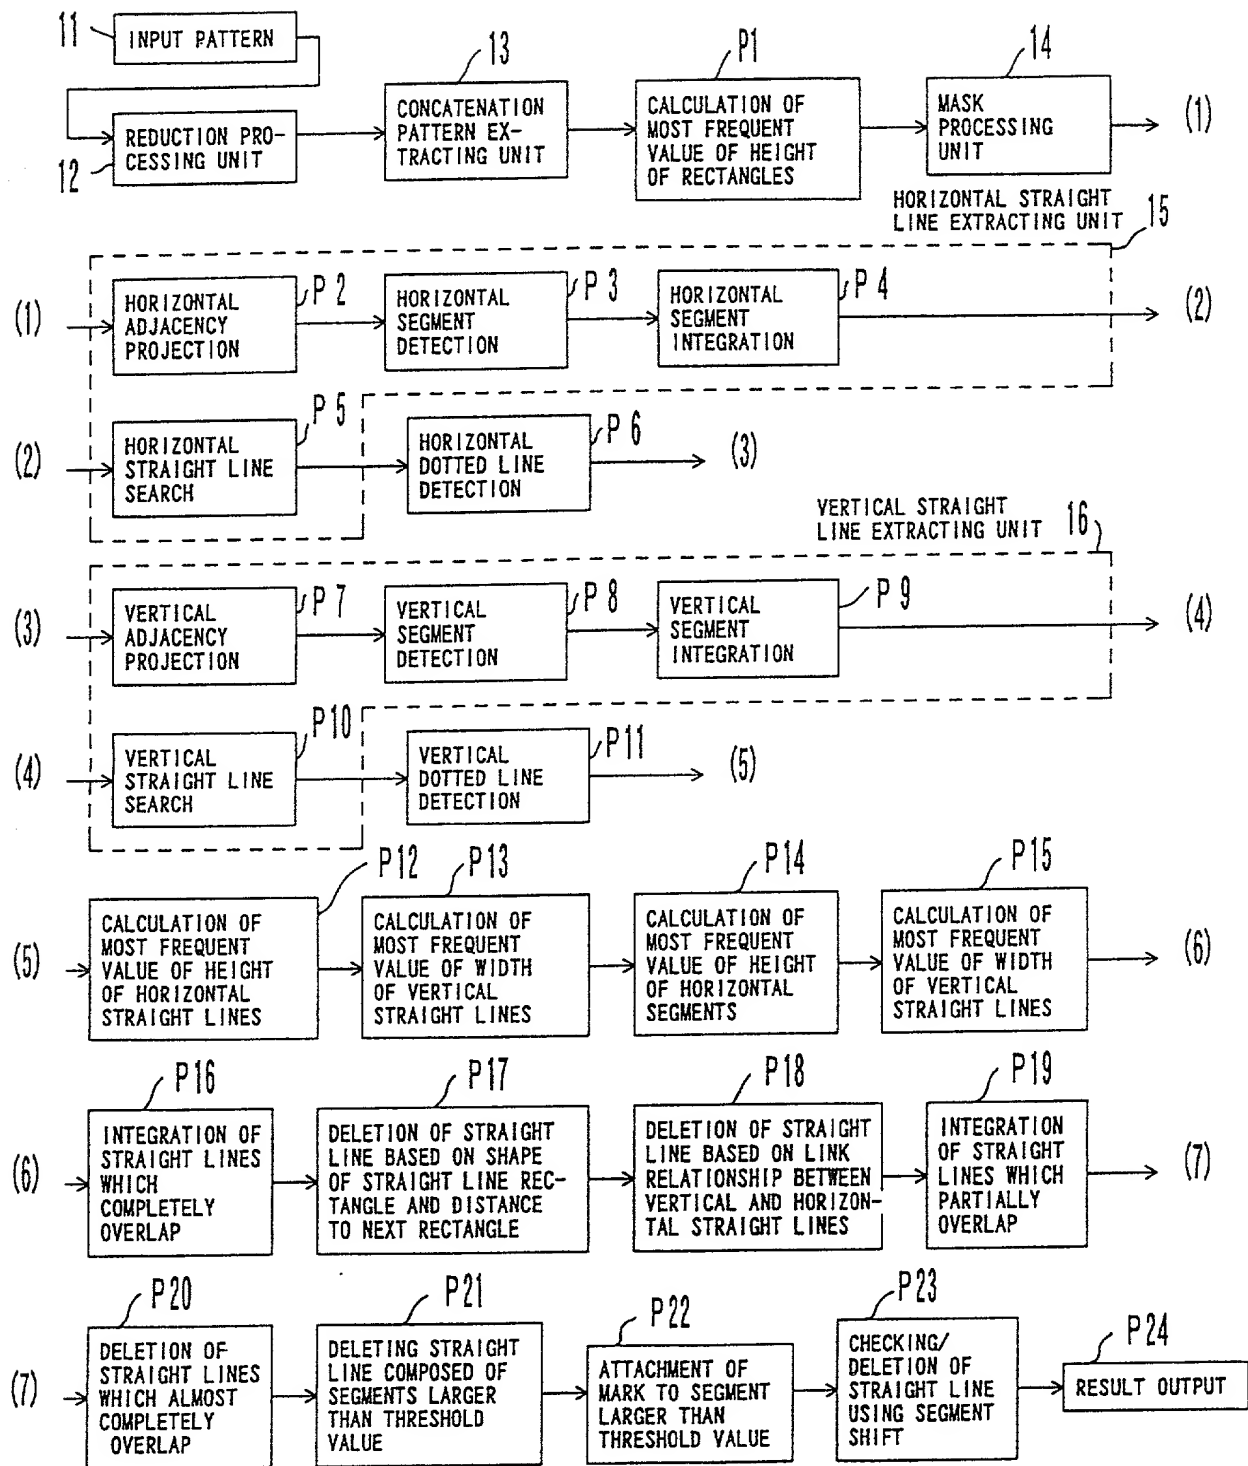 11
INPUT PATTERN
13
P1
14
12
REDUCTION PRO-
CESSING UNIT
CONCATENATION
PATTERN EX-
TRACTING UNIT
CALCULATION OF
MOST FREQUENT
VALUE OF HEIGHT
OF RECTANGLES
MASK
PROCESSING
UNIT
(1)
HORIZONTAL STRAIGHT
LINE EXTRACTING UNIT
15
(1)
HORIZONTAL
ADJACENCY
PROJECTION
P 2
HORIZONTAL
SEGMENT
DETECTION
P 3
HORIZONTAL
SEGMENT
INTEGRATION
P 4
(2)
(2)
HORIZONTAL
STRAIGHT LINE
SEARCH
P 5
HORIZONTAL
DOTTED LINE
DETECTION
P 6
(3)
VERTICAL STRAIGHT
LINE EXTRACTING UNIT
16
(3)
VERTICAL
ADJACENCY
PROJECTION
P 7
VERTICAL
SEGMENT
DETECTION
P 8
VERTICAL
SEGMENT
INTEGRATION
P 9
(4)
(4)
VERTICAL
STRAIGHT LINE
SEARCH
P10
VERTICAL
DOTTED LINE
DETECTION
P11
(5)
P12
P13
P14
P15
(5)
CALCULATION OF
MOST FREQUENT
VALUE OF HEIGHT
OF HORIZONTAL
STRAIGHT LINES
CALCULATION OF
MOST FREQUENT
VALUE OF WIDTH
OF VERTICAL
STRAIGHT LINES
CALCULATION OF
MOST FREQUENT
VALUE OF HEIGHT
OF HORIZONTAL
SEGMENTS
CALCULATION OF
MOST FREQUENT
VALUE OF WIDTH
OF VERTICAL
STRAIGHT LINES
(6)
P16
P17
P18
P19
(6)
INTEGRATION OF
STRAIGHT LINES
WHICH
COMPLETELY
OVERLAP
DELETION OF STRAIGHT
LINE BASED ON SHAPE
OF STRAIGHT LINE REC-
TANGLE AND DISTANCE
TO NEXT RECTANGLE
DELETION OF STRAIGHT
LINE BASED ON LINK
RELATIONSHIP BETWEEN
VERTICAL AND HORIZON-
TAL STRAIGHT LINES
INTEGRATION
OF STRAIGHT
LINES WHICH
PARTIALLY
OVERLAP
(7)
P20
P21
P22
P23
P24
(7)
DELETION OF
STRAIGHT LINES
WHICH ALMOST
COMPLETELY
OVERLAP
DELETING STRAIGHT
LINE COMPOSED OF
SEGMENTS LARGER
THAN THRESHOLD
VALUE
ATTACHMENT OF
MARK TO SEGMENT
LARGER THAN
THRESHOLD VALUE
CHECKING/
DELETION OF
STRAIGHT LINE
USING SEGMENT
SHIFT
RESULT OUTPUT